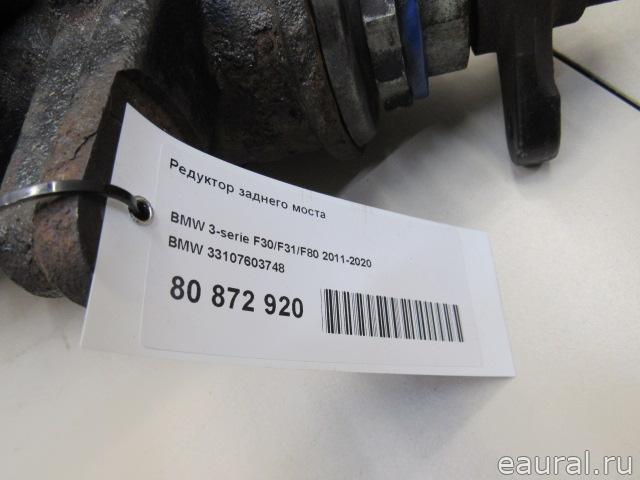 Редуктор заднего моста
BMW 3-serie F30/F31/F80 2011-2020
BMW 33107603748
80 872 920
eaural.ru